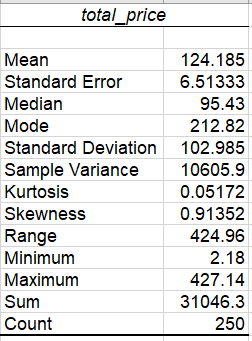 total_price
Mean 124.185
Standard Error 6.51333
Median 95.43
Mode 212.82
Standard Deviation 102.985
Sample Variance 10605.9
Kurtosis 0.05172
Skewness 0.91352
Range 424.96
Minimum 2.18
Maximum 427.14
Sum 31046.3
Count 250